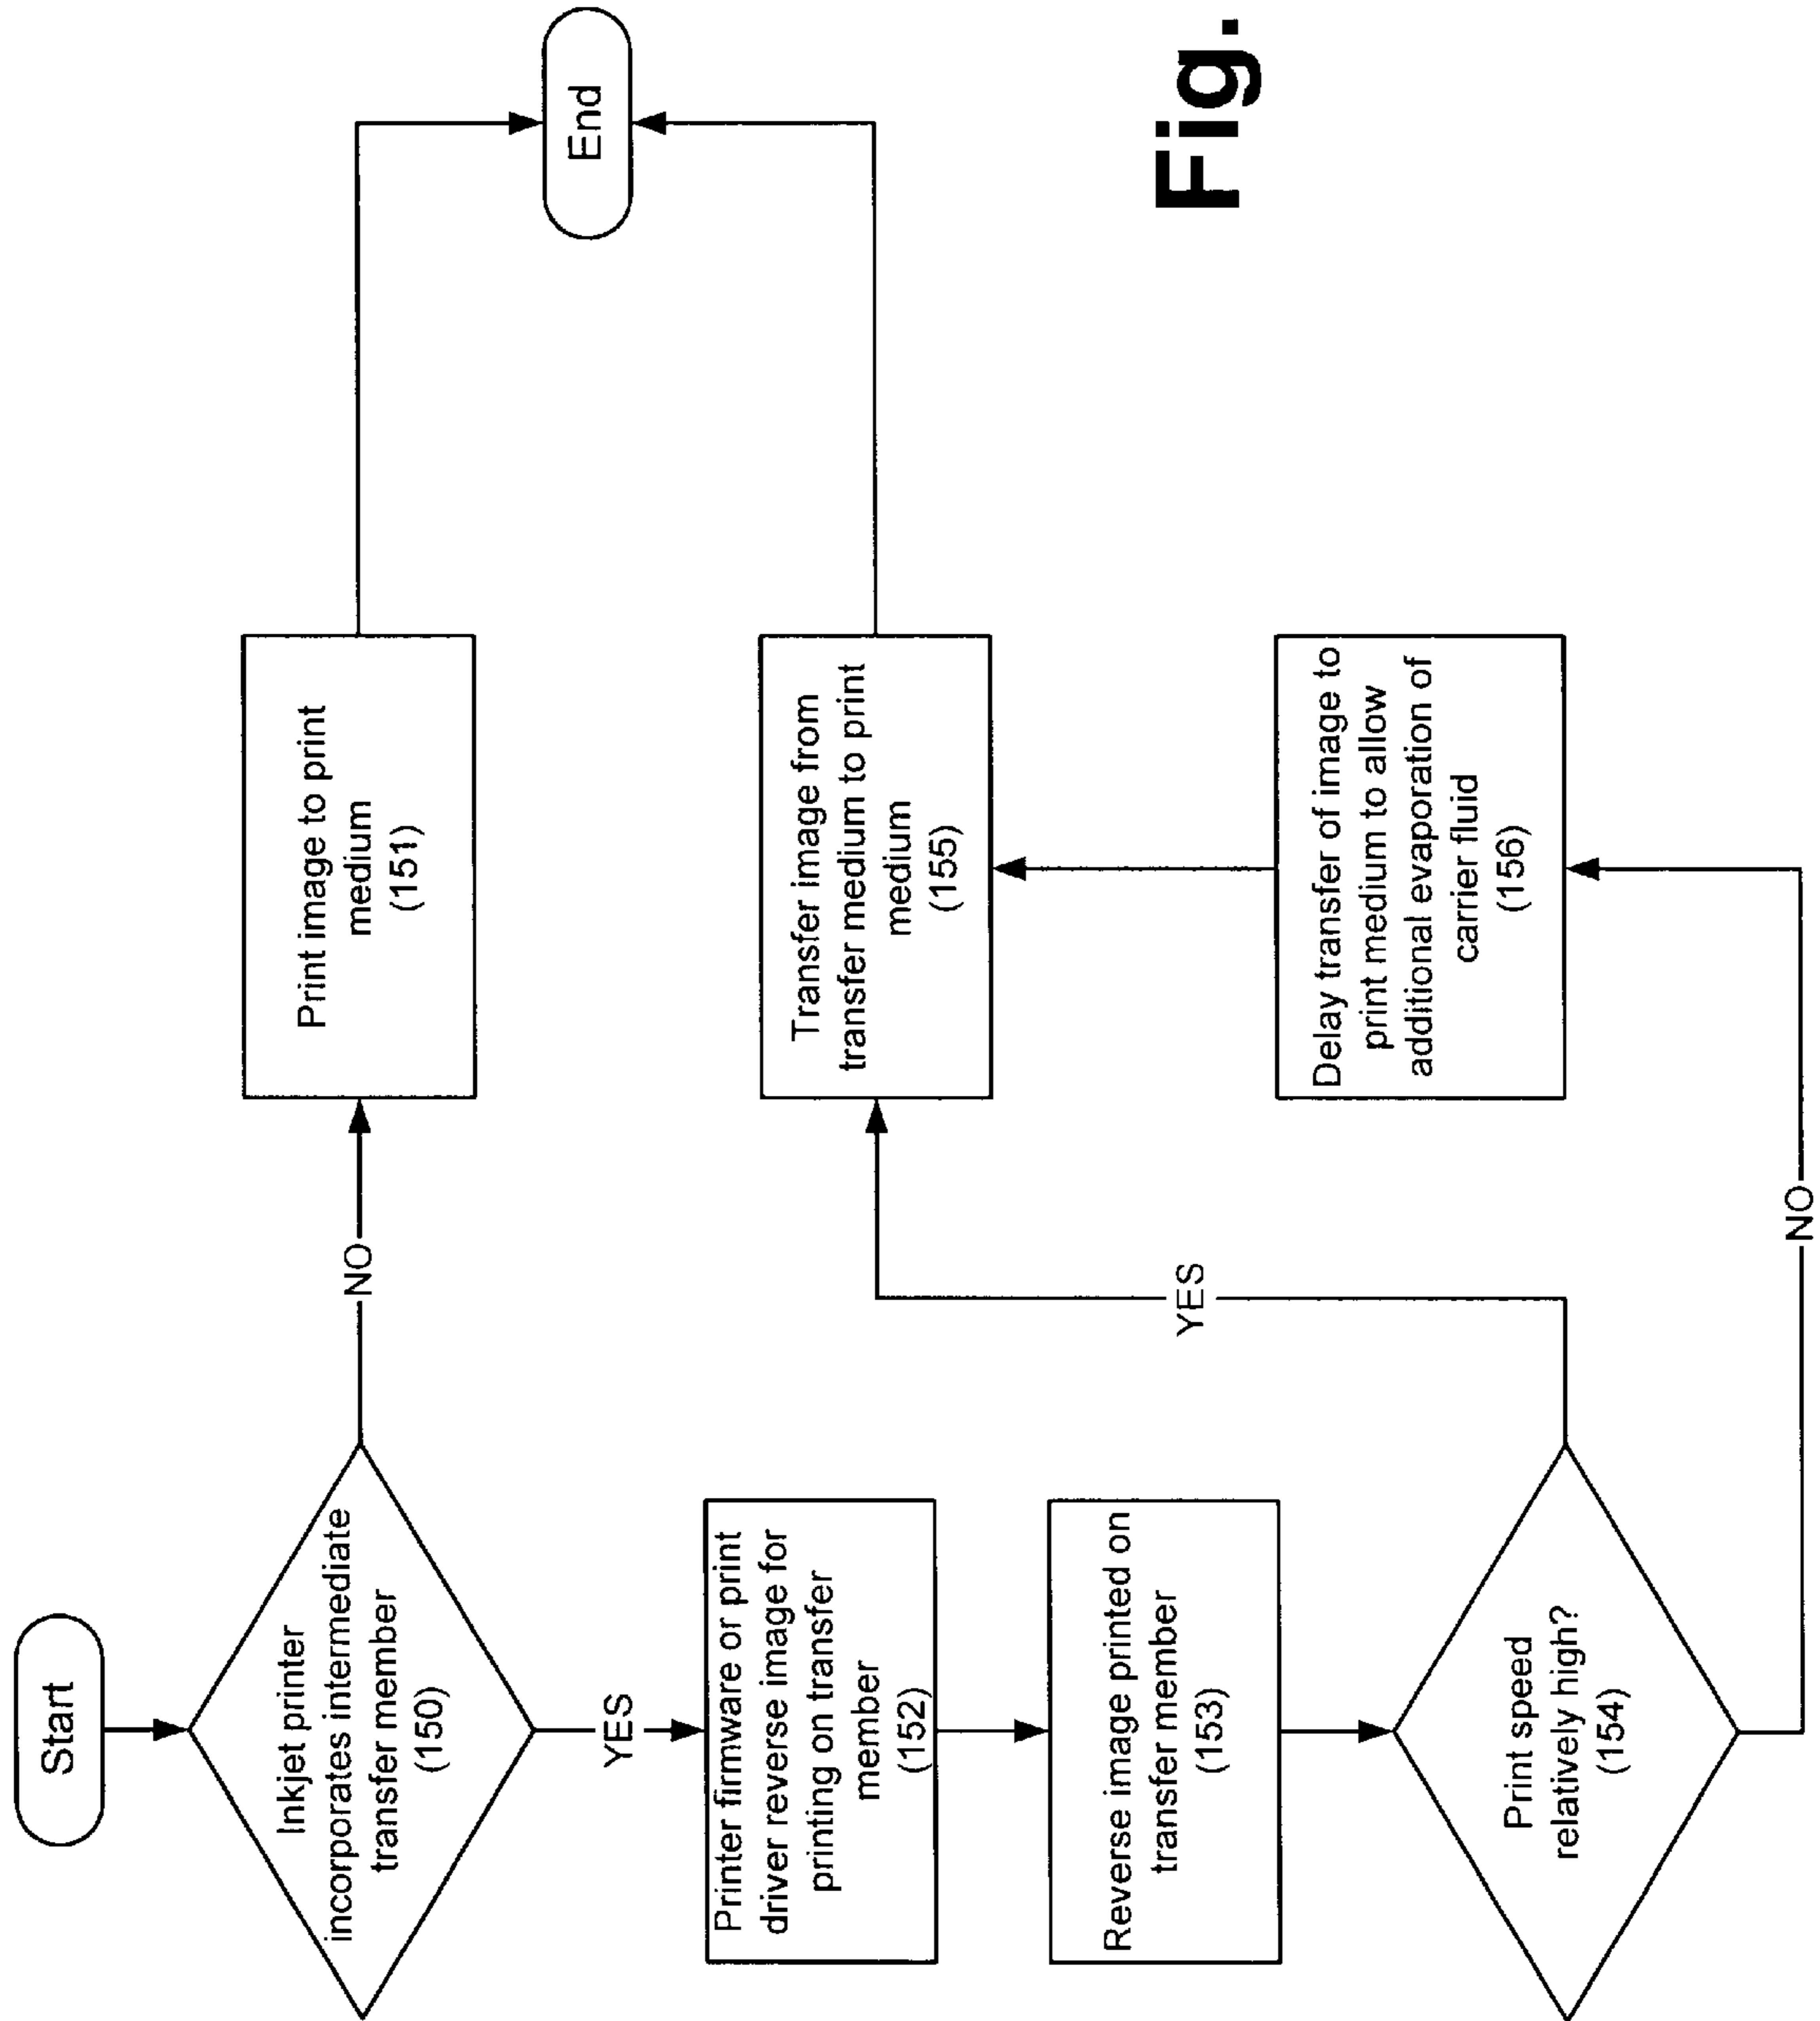 Start
Inkjet printer
incorporates intermediate
transfer member
(150)
NO
Print image to print
medium
(151)
End
YES
Printer firmware or print
driver reverse image for
printing on transfer
member
(152)
Reverse image printed on
transfer member
(153)
Print speed
relatively high?
(154)
YES
Transfer image from
transfer medium to print
medium
(155)
NO
Delay transfer of image to
print medium to allow
additional evaporation of
carrier fluid
(156)
Fig.